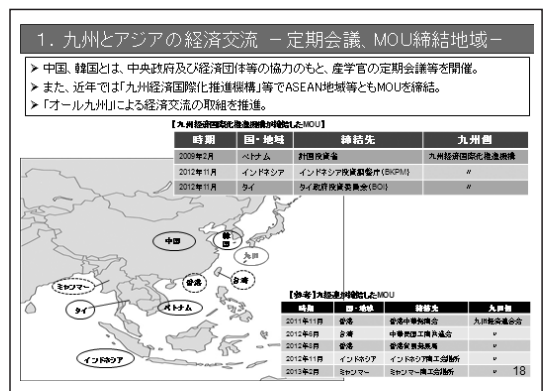 1. 九州とアジアの経済交流 －定期会議、MOU締結地域－
➢ 中国、韓国とは、中央政府及び経済団体等の協力のもと、産学官の定期会議等を開催。
➢ また、近年では「九州経済国際化推進機構」等でASEAN地域等ともMOUを締結。
➢ 「オール九州」による経済交流の取組を推進。
【九州経済国際化推進機構が締結したMOU】
時期 国・地域 締結先 九州側
2009年2月 ベトナム 計画投資省 九州経済国際化推進機構
2012年11月 インドネシア インドネシア投資調整庁(BKPM) 〃
2012年11月 タイ タイ政府投資委員会(BOI) 〃
中国
韓国
九州
ミャンマー
香港
台湾
タイ
ベトナム
インドネシア
【参考】九経連が締結したMOU
時期 国・地域 締結先 九州側
2011年11月 香港 香港中華総商会 九州経済連合会
2012年6月 台湾 中華民国工商協進会 〃
2012年8月 香港 香港貿易発展局 〃
2012年11月 インドネシア インドネシア商工会議所 〃
2013年2月 ミャンマー ミャンマー商工会議所 〃
18